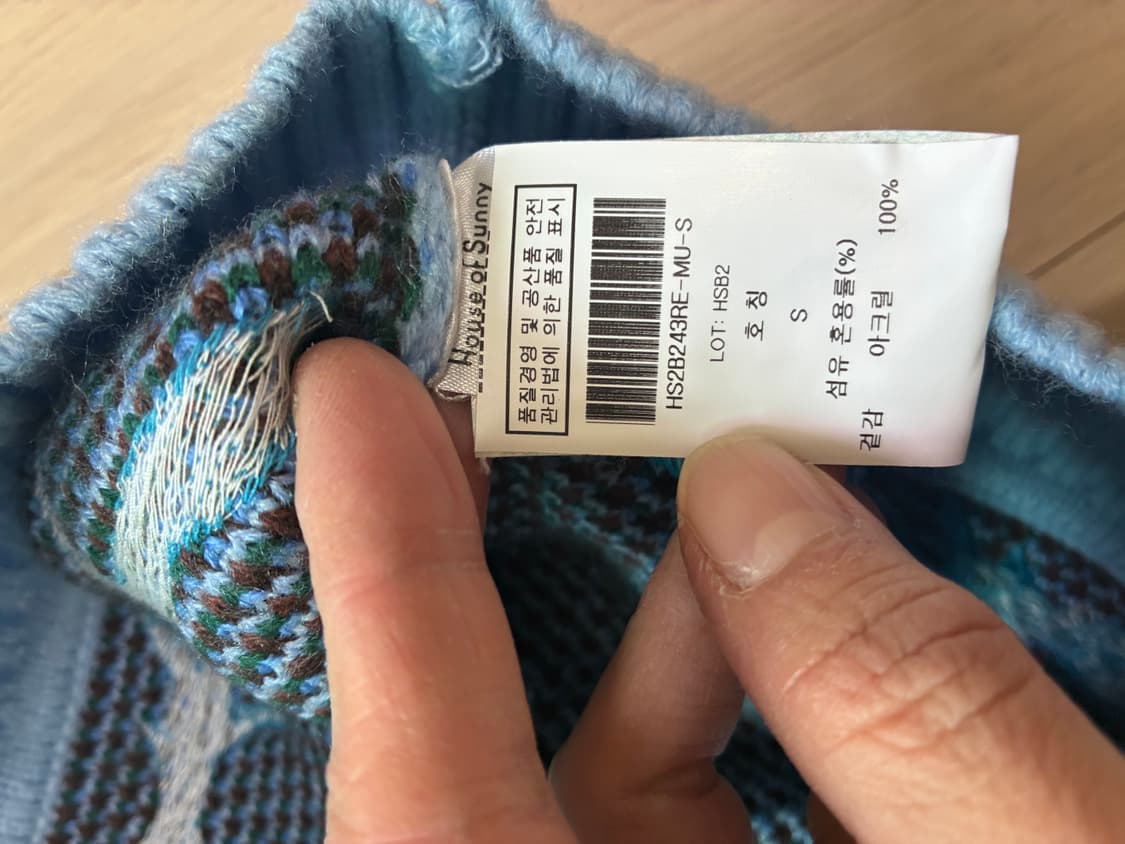 House of Sunny
품질경영 및 공산품 안전
관리법에 의한 품질 표시
HS2B243RE-MU-S
LOT: HSB2
호칭
S
섬유 혼용률(%)
겉감 아크릴 100%